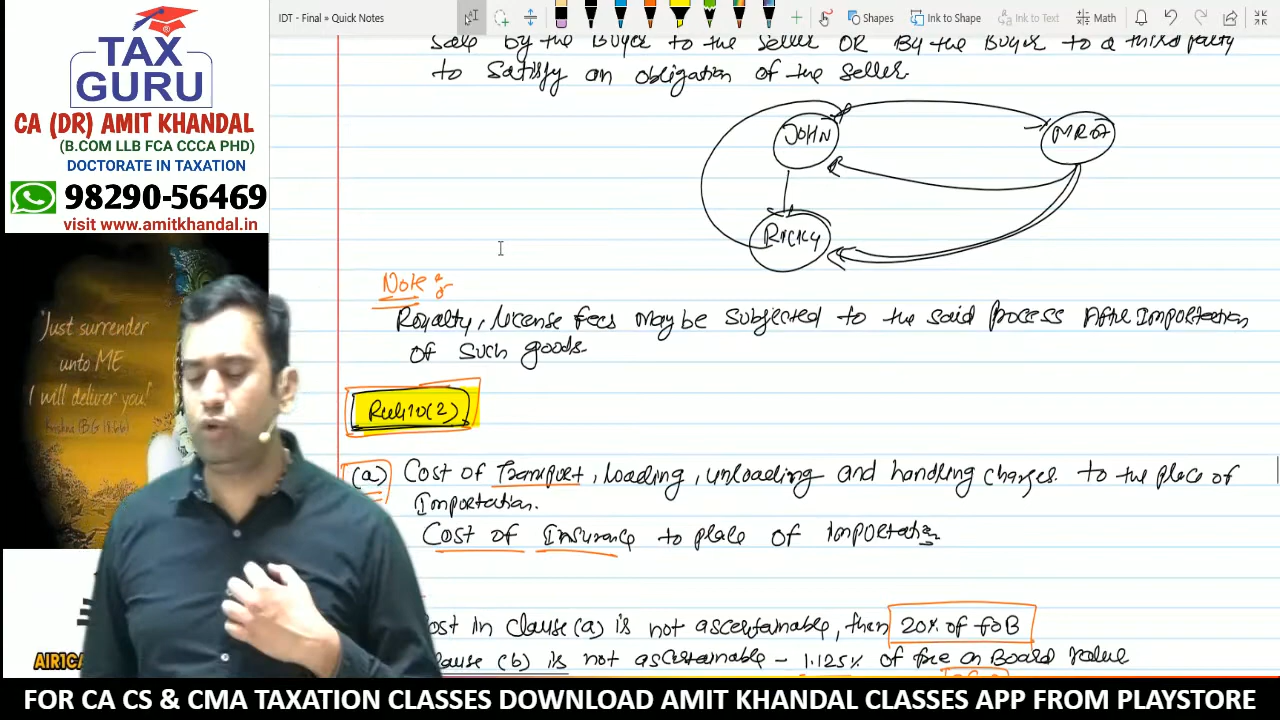 IDT - Final » Quick Notes
Shapes
Ink to Shape
Ink to Text
Math
TAX
GURU
CA (DR) AMIT KHANDAL
(B.COM LLB FCA CCCA PHD)
DOCTORATE IN TAXATION
98290-56469
visit www.amitkhandal.in
"Just surrender
unto ME
I will deliver you!"
Krishna (B.G.
AIR1CA
Sale by the Buyer to the Seller OR By the Buyer to a third Party
to Satisfy an obligation of the Seller.
JOHN
RICKY
Note :
Royalty, License fees may be subjected to the said Process After Importation
of such goods.
Rule 10(2)
(a) Cost of Transport, loading, unloading and handling charges. to the place of
Importation.
Cost of Insurance to place of importation
Cost in clause (a) is not ascertainable, then 20% of FOB
clause (b) is not ascertainable - 1.125% of free on Board value
FOR CA CS & CMA TAXATION CLASSES DOWNLOAD AMIT KHANDAL CLASSES APP FROM PLAYSTORE